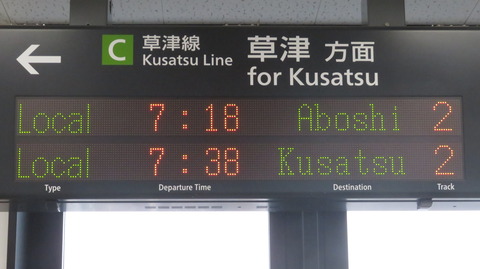 C 草津線 草津 方面
Kusatsu Line for Kusatsu
Local 7:18 Aboshi 2
Local 7:38 Kusatsu 2
Type Departure Time Destination Track